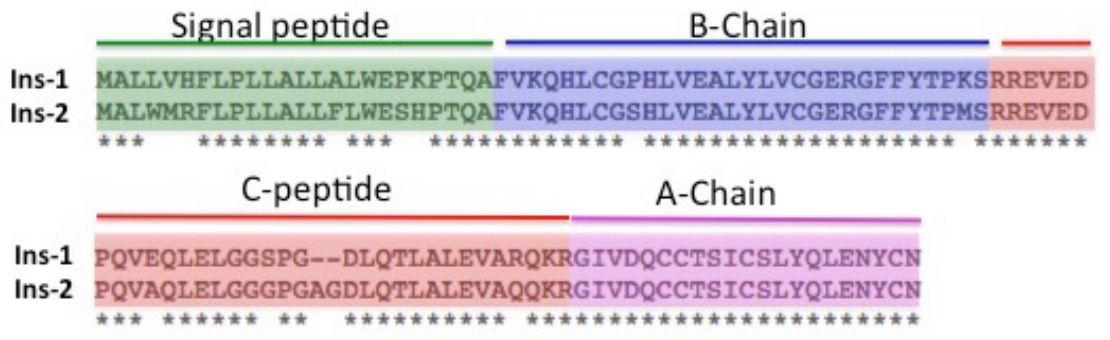 Signal peptide B-Chain
Ins-1 MALLVHFLPLLALLALWEPKPTQAFVKQHLCGPHLVEALYLVCGERGFFYTPKSRREVED
Ins-2 MALWMRFLPLLALLFLWESHPTQAFVKQHLCGSHLVEALYLVCGERGFFYTPMSRREVED
***   ******** ***  ************ ******************* *******
C-peptide A-Chain
Ins-1 PQVEQLELGGSPG--DLQTLALEVARQKRGIVDQCCTSICSLYQLENYCN
Ins-2 PQVAQLELGGGPGAGDLQTLALEVAQQKRGIVDQCCTSICSLYQLENYCN
*** ****** **  ********** ************************